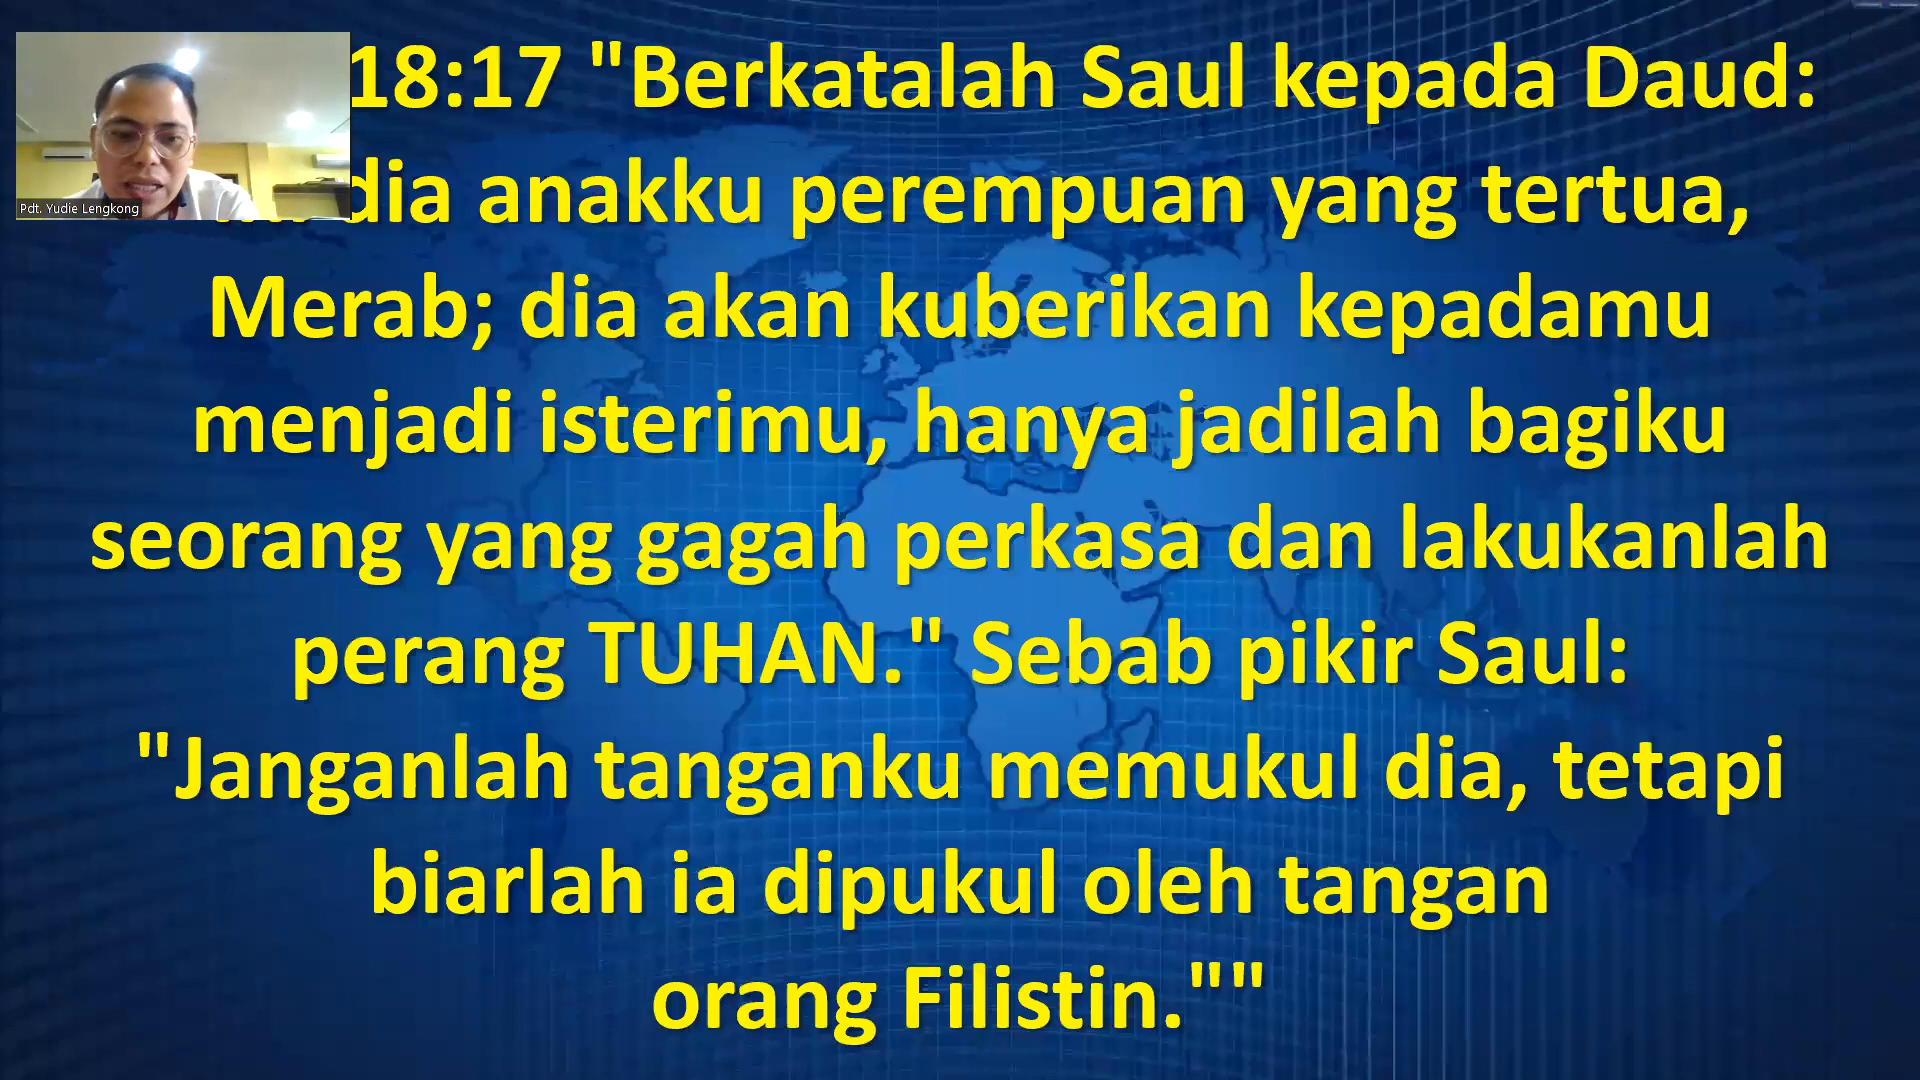 18:17 "Berkatalah Saul kepada Daud:
dia anakku perempuan yang tertua,
Merab; dia akan kuberikan kepadamu
menjadi isterimu, hanya jadilah bagiku
seorang yang gagah perkasa dan lakukanlah
perang TUHAN." Sebab pikir Saul:
"Janganlah tanganku memukul dia, tetapi
biarlah ia dipukul oleh tangan
orang Filistin.""
Pdt. Yudie Lengkong